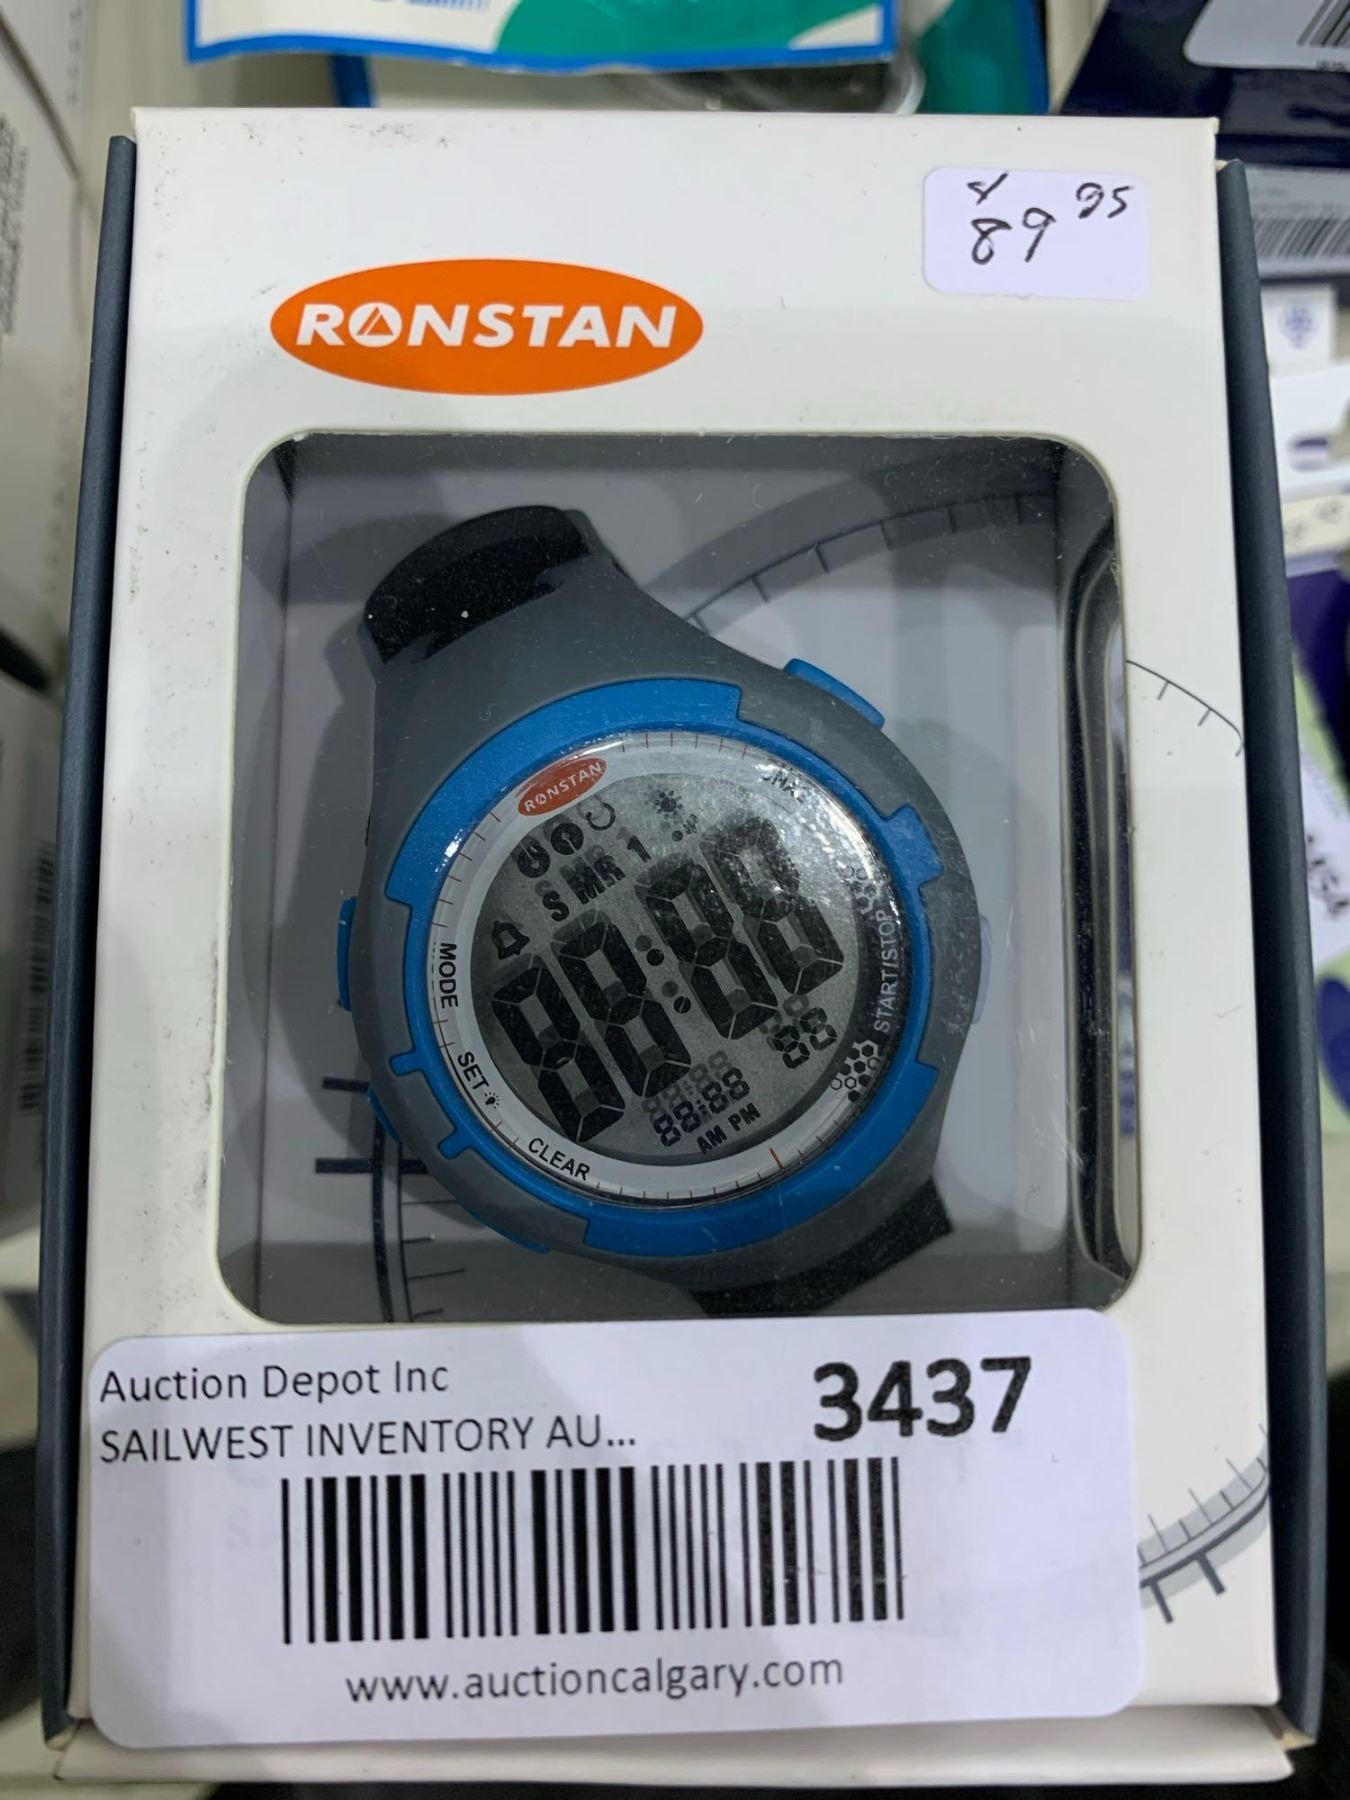 89 95
RONSTAN
RONSTAN
S MR 1
88:88
88
88:88
AM PM
MODE
SET
CLEAR
START/STOP
Auction Depot Inc
3437
SAILWEST INVENTORY AU...
www.auctioncalgary.com